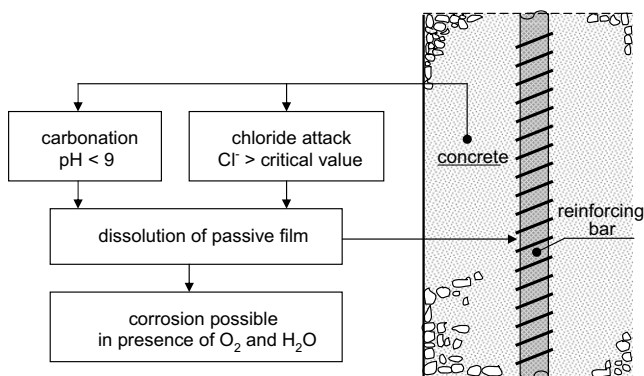 carbonation
pH < 9
chloride attack
Cl⁻ > critical value
concrete
dissolution of passive film
reinforcing
bar
corrosion possible
in presence of O₂ and H₂O